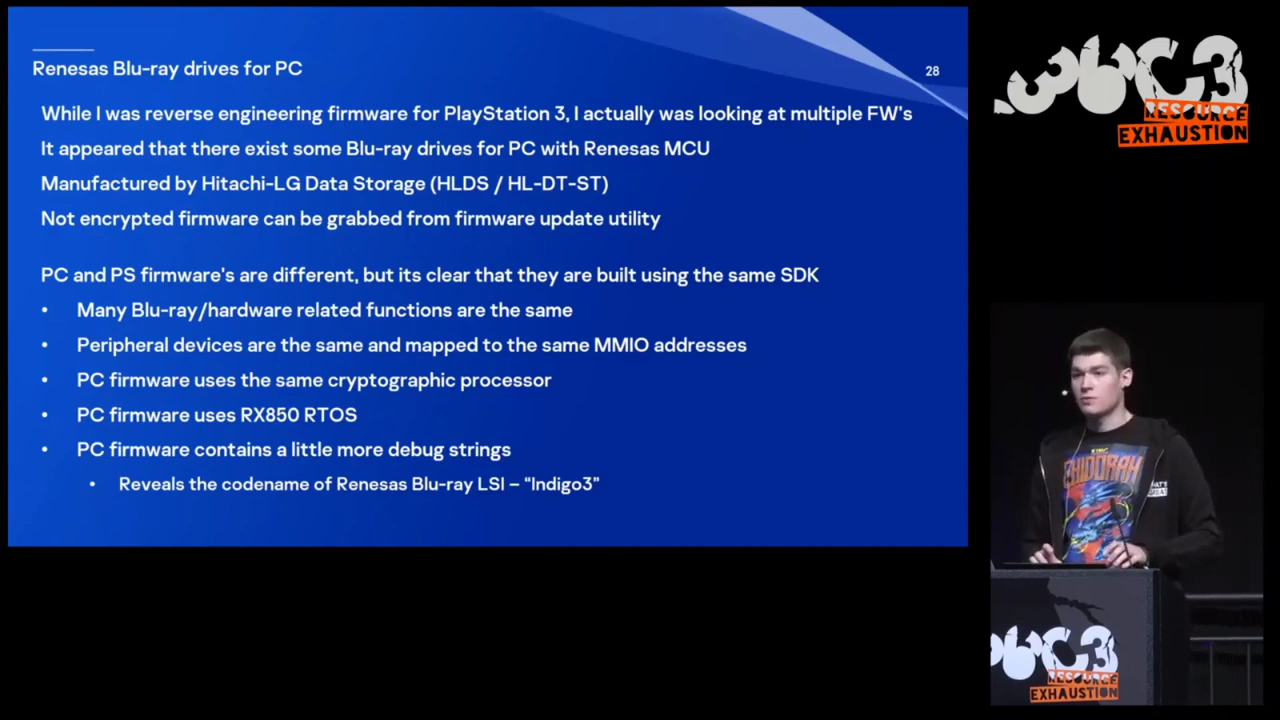 Renesas Blu-ray drives for PC
28
While I was reverse engineering firmware for PlayStation 3, I actually was looking at multiple FW's
It appeared that there exist some Blu-ray drives for PC with Renesas MCU
Manufactured by Hitachi-LG Data Storage (HLDS / HL-DT-ST)
Not encrypted firmware can be grabbed from firmware update utility
PC and PS firmware's are different, but its clear that they are built using the same SDK
• Many Blu-ray/hardware related functions are the same
• Peripheral devices are the same and mapped to the same MMIO addresses
• PC firmware uses the same cryptographic processor
• PC firmware uses RX850 RTOS
• PC firmware contains a little more debug strings
• Reveals the codename of Renesas Blu-ray LSI – “Indigo3”
38C3
RESOURCE
EXHAUSTION
KING
GHIDORAH
38C3
RESOURCE
EXHAUSTION